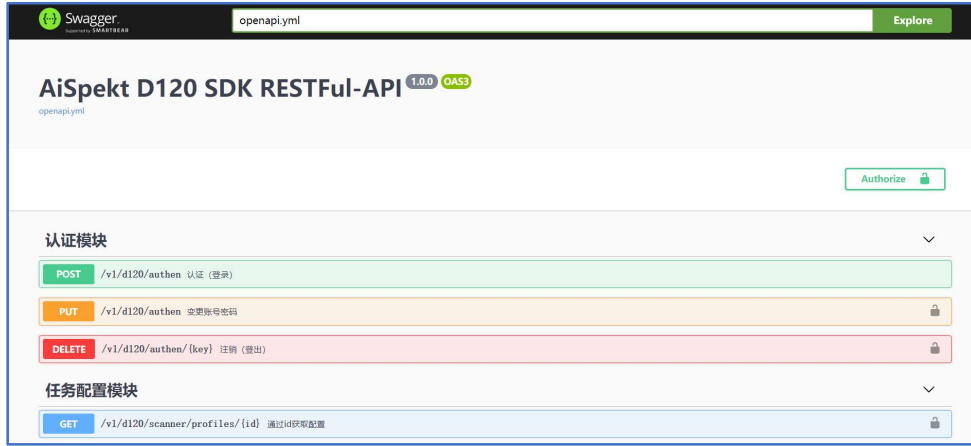 Swagger.
Supported by SMARTBEAR
openapi.yml
Explore
AiSpekt D120 SDK RESTFul-API 1.0.0 OAS3
openapi.yml
Authorize
认证模块
POST /v1/d120/authen 认证（登录）
PUT /v1/d120/authen 变更账号密码
DELETE /v1/d120/authen/{key} 注销（登出）
任务配置模块
GET /v1/d120/scanner/profiles/{id} 通过id获取配置